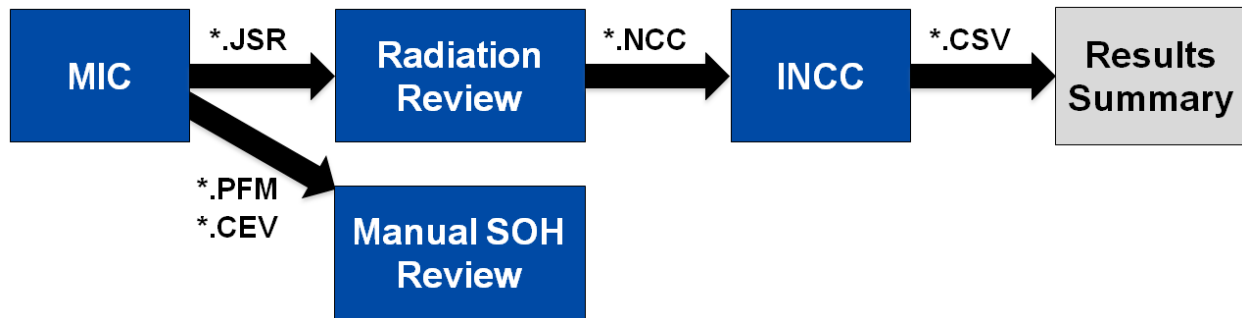 MIC
*.JSR
Radiation
Review
*.NCC
INCC
*.CSV
Results
Summary
*.PFM
*.CEV
Manual SOH
Review